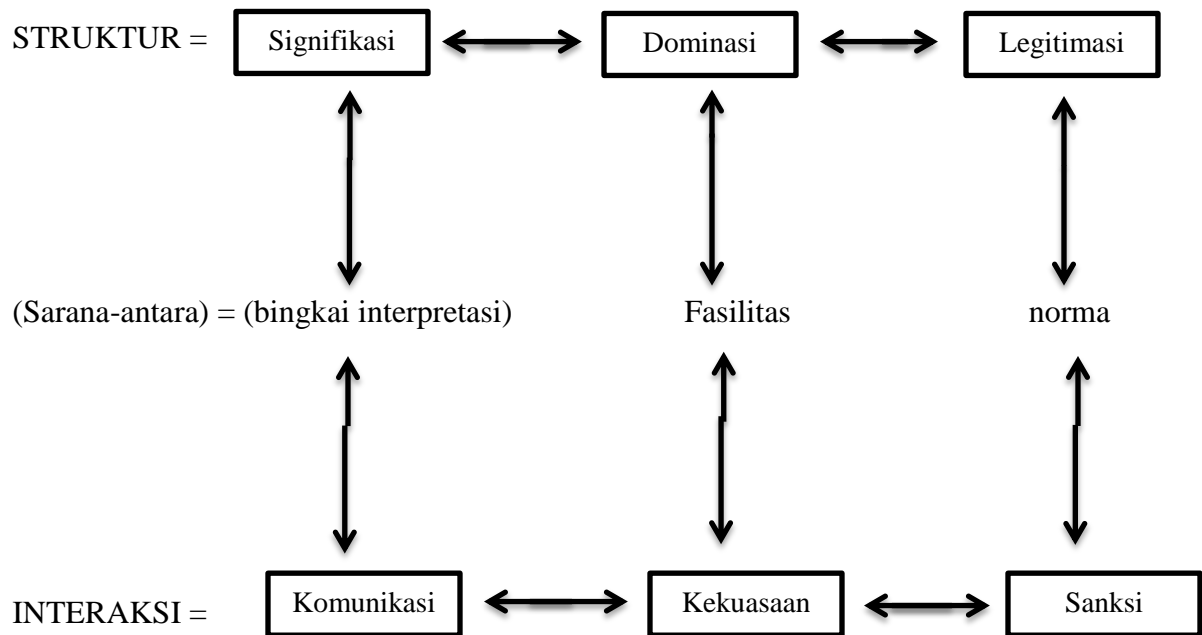 STRUKTUR = Signifikasi Dominasi Legitimasi
(Sarana-antara) = (bingkai interpretasi) Fasilitas norma
INTERAKSI = Komunikasi Kekuasaan Sanksi